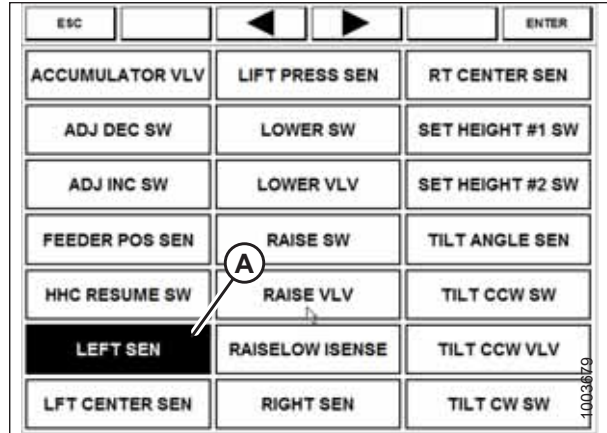 ESC ENTER
ACCUMULATOR VLV LIFT PRESS SEN RT CENTER SEN
ADJ DEC SW LOWER SW SET HEIGHT #1 SW
ADJ INC SW LOWER VLV SET HEIGHT #2 SW
FEEDER POS SEN RAISE SW TILT ANGLE SEN
A
HHC RESUME SW RAISE VLV TILT CCW SW
LEFT SEN RAISELOW ISENSE TILT CCW VLV
LFT CENTER SEN RIGHT SEN TILT CW SW
1003679